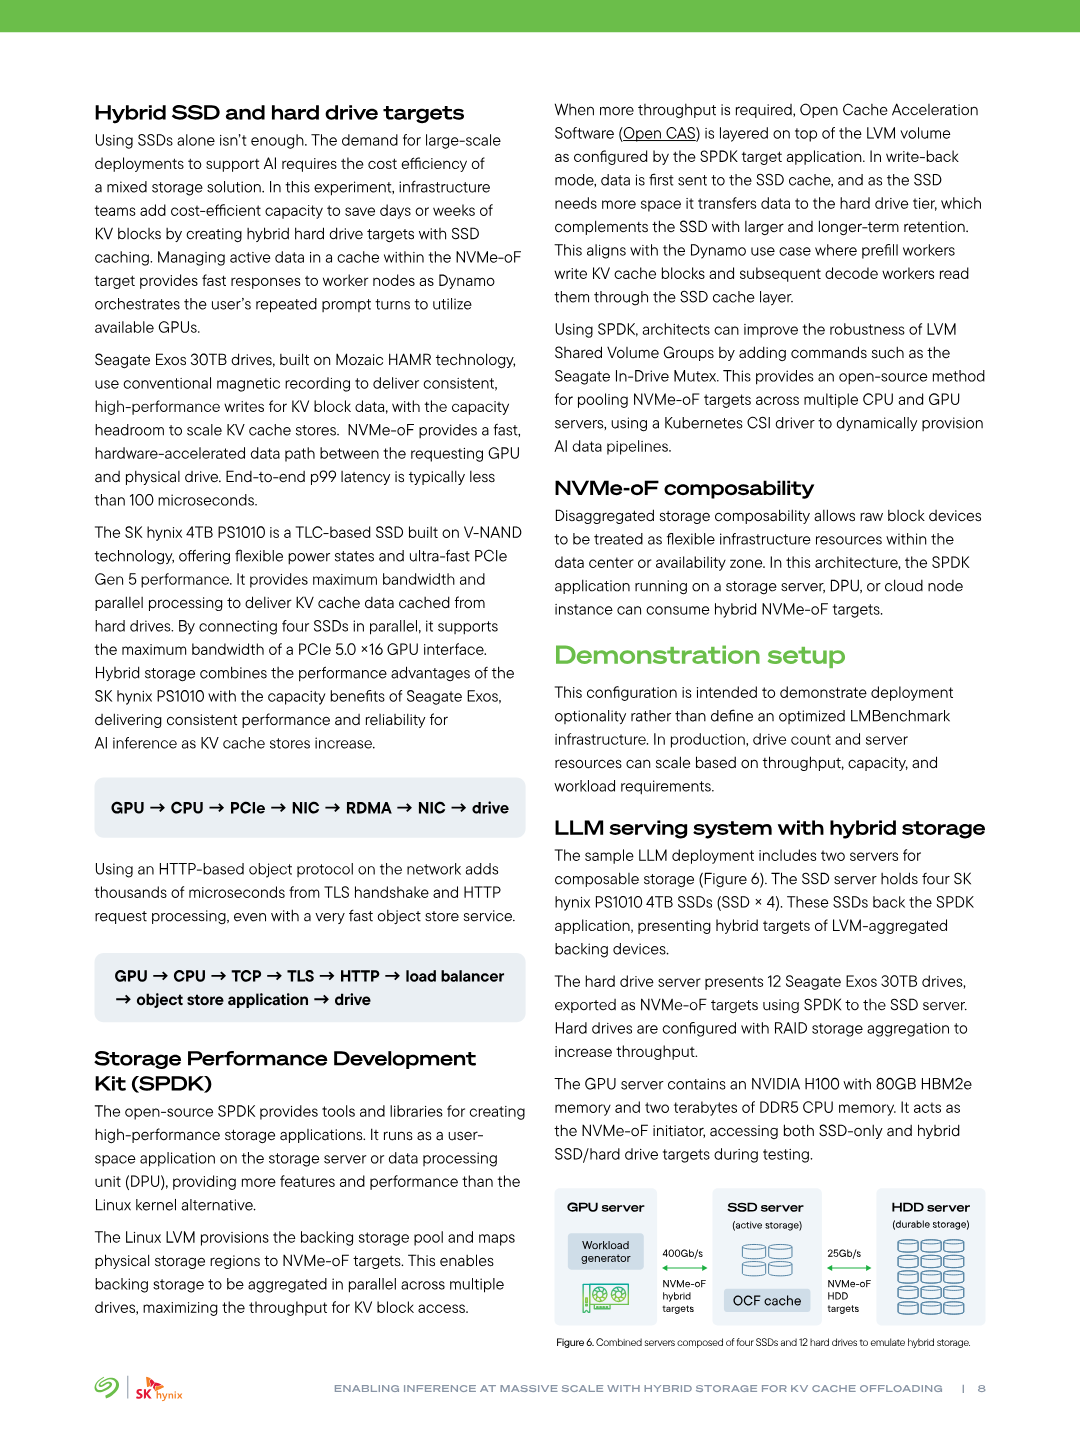 Hybrid SSD and hard drive targets
Using SSDs alone isn’t enough. The demand for large-scale
deployments to support AI requires the cost efficiency of
a mixed storage solution. In this experiment, infrastructure
teams add cost-efficient capacity to save days or weeks of
KV blocks by creating hybrid hard drive targets with SSD
caching. Managing active data in a cache within the NVMe-oF
target provides fast responses to worker nodes as Dynamo
orchestrates the user’s repeated prompt turns to utilize
available GPUs.
Seagate Exos 30TB drives, built on Mozaic HAMR technology,
use conventional magnetic recording to deliver consistent,
high-performance writes for KV block data, with the capacity
headroom to scale KV cache stores. NVMe-oF provides a fast,
hardware-accelerated data path between the requesting GPU
and physical drive. End-to-end p99 latency is typically less
than 100 microseconds.
The SK hynix 4TB PS1010 is a TLC-based SSD built on V-NAND
technology, offering flexible power states and ultra-fast PCIe
Gen 5 performance. It provides maximum bandwidth and
parallel processing to deliver KV cache data cached from
hard drives. By connecting four SSDs in parallel, it supports
the maximum bandwidth of a PCIe 5.0 ×16 GPU interface.
Hybrid storage combines the performance advantages of the
SK hynix PS1010 with the capacity benefits of Seagate Exos,
delivering consistent performance and reliability for
AI inference as KV cache stores increase.
GPU → CPU → PCIe → NIC → RDMA → NIC → drive
Using an HTTP-based object protocol on the network adds
thousands of microseconds from TLS handshake and HTTP
request processing, even with a very fast object store service.
GPU → CPU → TCP → TLS → HTTP → load balancer
→ object store application → drive
Storage Performance Development
Kit (SPDK)
The open-source SPDK provides tools and libraries for creating
high-performance storage applications. It runs as a user-
space application on the storage server or data processing
unit (DPU), providing more features and performance than the
Linux kernel alternative.
The Linux LVM provisions the backing storage pool and maps
physical storage regions to NVMe-oF targets. This enables
backing storage to be aggregated in parallel across multiple
drives, maximizing the throughput for KV block access.
When more throughput is required, Open Cache Acceleration
Software (Open CAS) is layered on top of the LVM volume
as configured by the SPDK target application. In write-back
mode, data is first sent to the SSD cache, and as the SSD
needs more space it transfers data to the hard drive tier, which
complements the SSD with larger and longer-term retention.
This aligns with the Dynamo use case where prefill workers
write KV cache blocks and subsequent decode workers read
them through the SSD cache layer.
Using SPDK, architects can improve the robustness of LVM
Shared Volume Groups by adding commands such as the
Seagate In-Drive Mutex. This provides an open-source method
for pooling NVMe-oF targets across multiple CPU and GPU
servers, using a Kubernetes CSI driver to dynamically provision
AI data pipelines.
NVMe-oF composability
Disaggregated storage composability allows raw block devices
to be treated as flexible infrastructure resources within the
data center or availability zone. In this architecture, the SPDK
application running on a storage server, DPU, or cloud node
instance can consume hybrid NVMe-oF targets.
Demonstration setup
This configuration is intended to demonstrate deployment
optionality rather than define an optimized LMBenchmark
infrastructure. In production, drive count and server
resources can scale based on throughput, capacity, and
workload requirements.
LLM serving system with hybrid storage
The sample LLM deployment includes two servers for
composable storage (Figure 6). The SSD server holds four SK
hynix PS1010 4TB SSDs (SSD × 4). These SSDs back the SPDK
application, presenting hybrid targets of LVM-aggregated
backing devices.
The hard drive server presents 12 Seagate Exos 30TB drives,
exported as NVMe-oF targets using SPDK to the SSD server.
Hard drives are configured with RAID storage aggregation to
increase throughput.
The GPU server contains an NVIDIA H100 with 80GB HBM2e
memory and two terabytes of DDR5 CPU memory. It acts as
the NVMe-oF initiator, accessing both SSD-only and hybrid
SSD/hard drive targets during testing.
GPU server
Workload
generator
400Gb/s
NVMe-oF
hybrid
targets
SSD server
(active storage)
OCF cache
25Gb/s
NVMe-oF
HDD
targets
HDD server
(durable storage)
Figure 6. Combined servers composed of four SSDs and 12 hard drives to emulate hybrid storage.
SK hynix
ENABLING INFERENCE AT MASSIVE SCALE WITH HYBRID STORAGE FOR KV CACHE OFFLOADING | 8